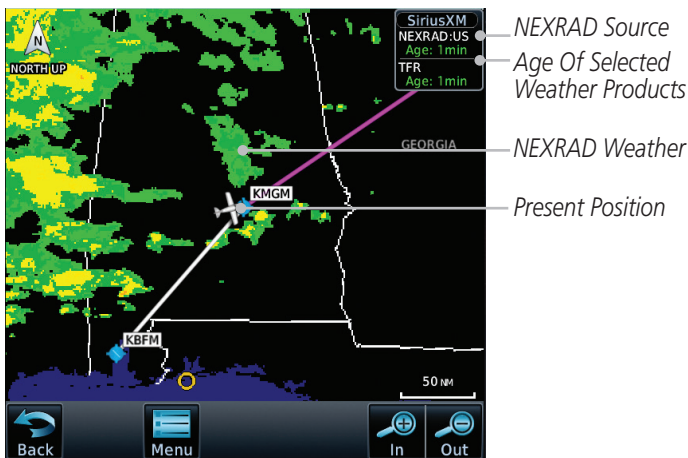 N
NORTH UP
SiriusXM
NEXRAD:US
Age: 1min
TFR
Age: 1min
NEXRAD Source
Age Of Selected
Weather Products
GEORGIA
NEXRAD Weather
KMGM
Present Position
KBFM
50 NM
Back
Menu
In
Out